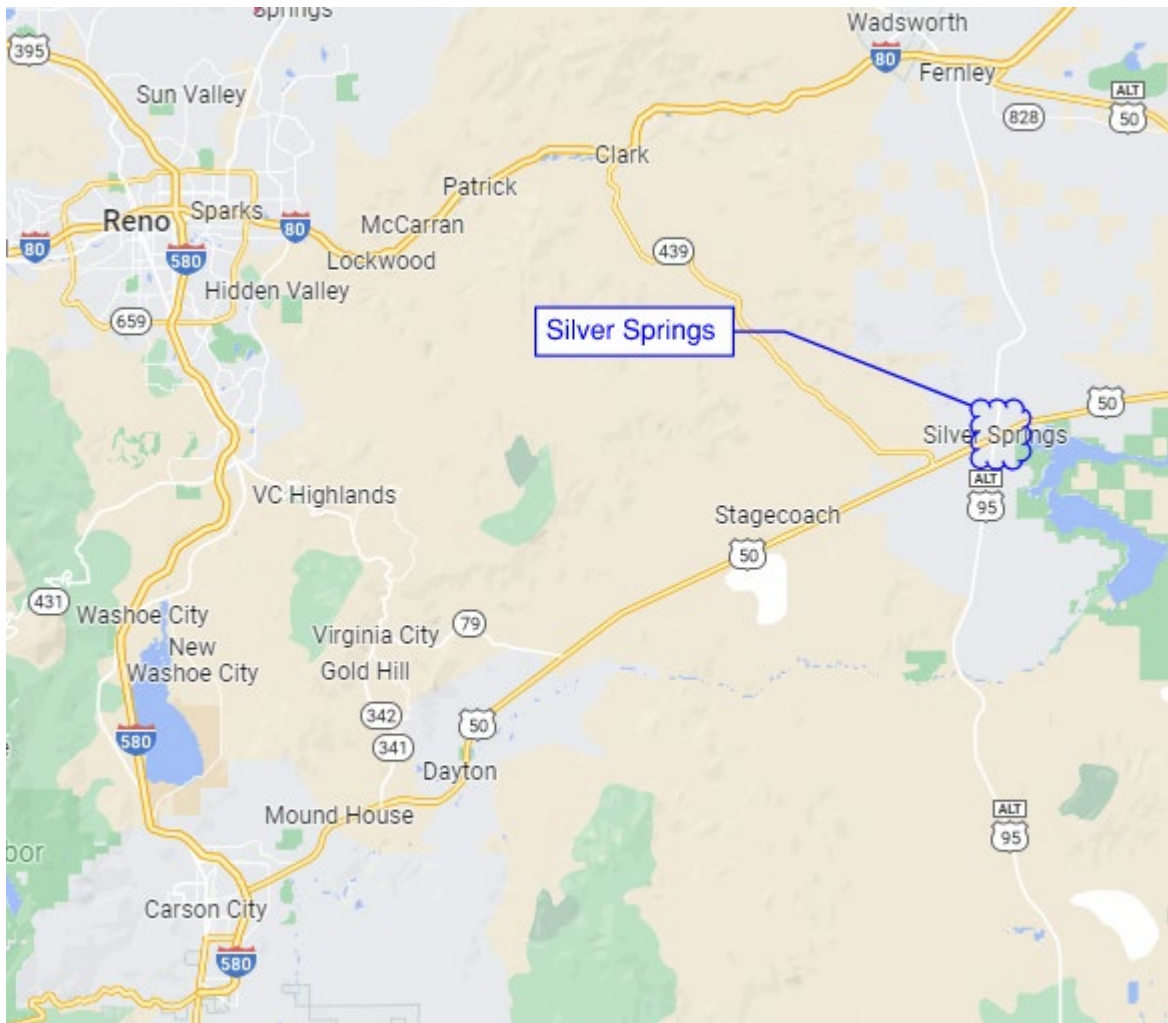 springs
Wadsworth
395
80
Fernley
Sun Valley
ALT
50
828
Clark
Patrick
Reno
Sparks
McCarran
80
80
580
Lockwood
439
Hidden Valley
659
Silver Springs
50
Silver Springs
ALT
95
VC Highlands
Stagecoach
50
431
Washoe City
New
Washoe City
Virginia City
79
Gold Hill
342
341
50
580
Dayton
Mound House
ALT
95
Carson City
580